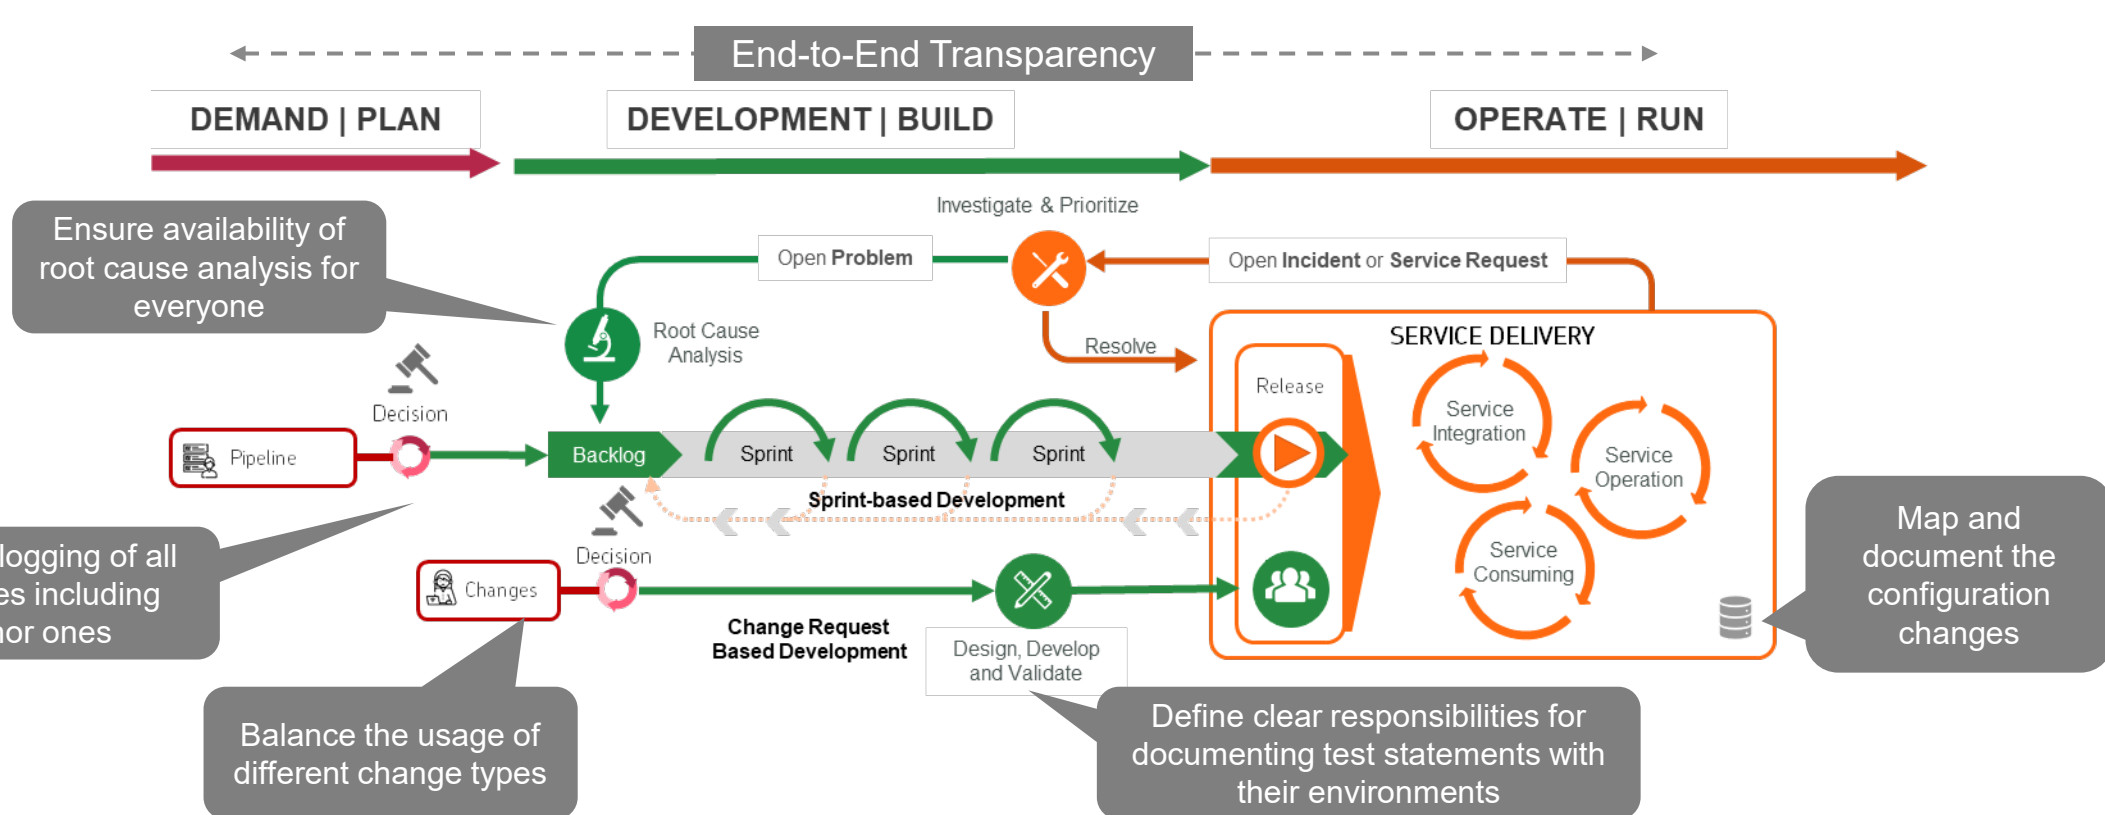 End-to-End Transparency
DEMAND | PLAN
DEVELOPMENT | BUILD
OPERATE | RUN
Investigate & Prioritize
Ensure availability of
root cause analysis for
everyone
Open Problem
Open Incident or Service Request
Root Cause
Analysis
Resolve
SERVICE DELIVERY
Decision
Release
Service
Integration
Pipeline
Backlog
Sprint
Sprint
Sprint
Service
Operation
Sprint-based Development
logging of all
including
ones
Decision
Service
Consuming
Map and
document the
configuration
changes
Changes
Change Request
Based Development
Design, Develop
and Validate
Balance the usage of
different change types
Define clear responsibilities for
documenting test statements with
their environments